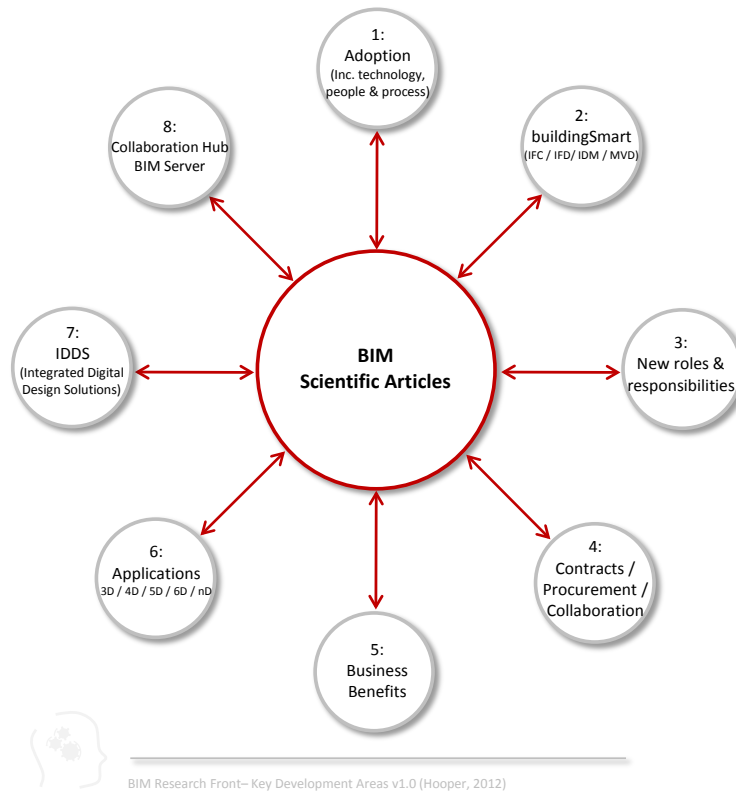 1:
Adoption
(Inc. technology,
people & process)
2:
buildingSmart
(IFC / IFD/ IDM / MVD)
3:
New roles &
responsibilities
4:
Contracts /
Procurement /
Collaboration
5:
Business
Benefits
6:
Applications
3D / 4D / 5D / 6D / nD
7:
IDDS
(Integrated Digital
Design Solutions)
8:
Collaboration Hub
BIM Server
BIM
Scientific Articles
BIM Research Front– Key Development Areas v1.0 (Hooper, 2012)